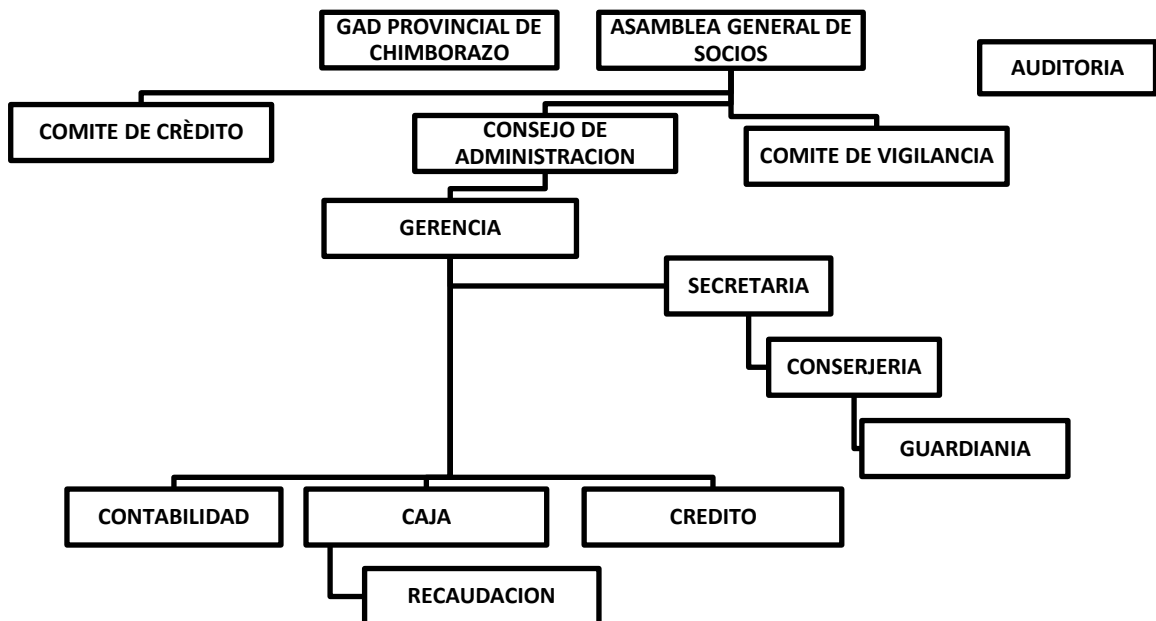 GAD PROVINCIAL DE
CHIMBORAZO
ASAMBLEA GENERAL DE
SOCIOS
AUDITORIA
COMITE DE CRÈDITO
CONSEJO DE
ADMINISTRACION
COMITE DE VIGILANCIA
GERENCIA
SECRETARIA
CONSERJERIA
GUARDIANIA
CONTABILIDAD
CAJA
CREDITO
RECAUDACION